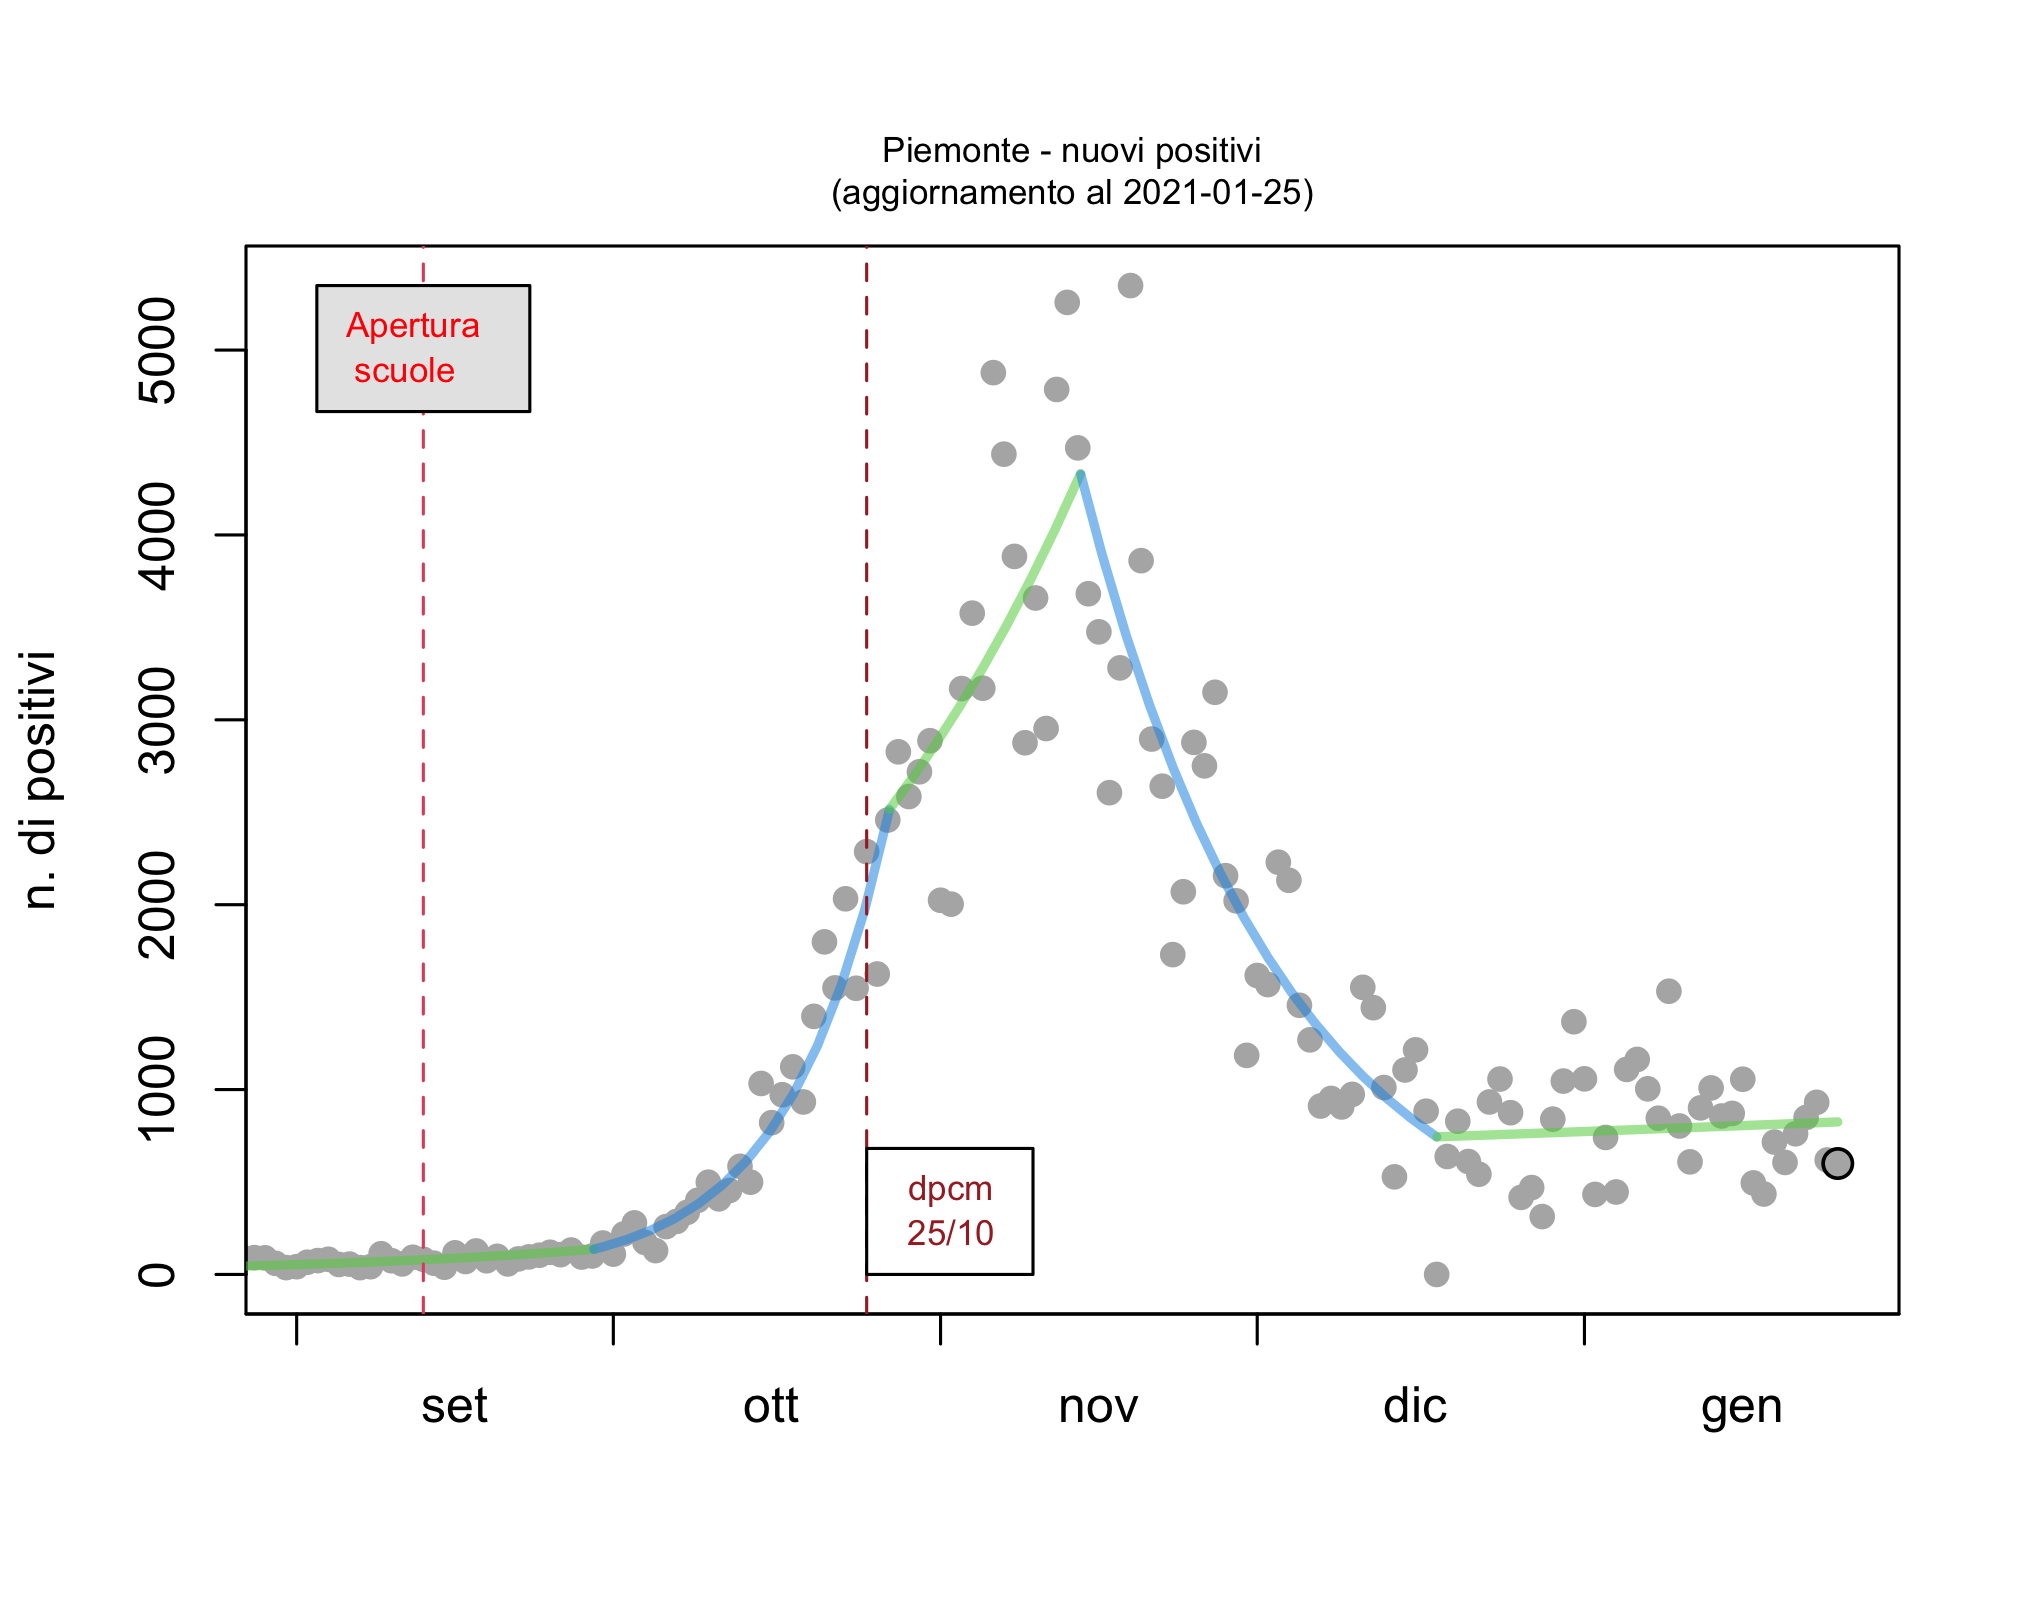 Piemonte - nuovi positivi
(aggiornamento al 2021-01-25)
n. di positivi
5000
4000
3000
2000
1000
0
Apertura
scuole
dpcm
25/10
set ott nov dic gen